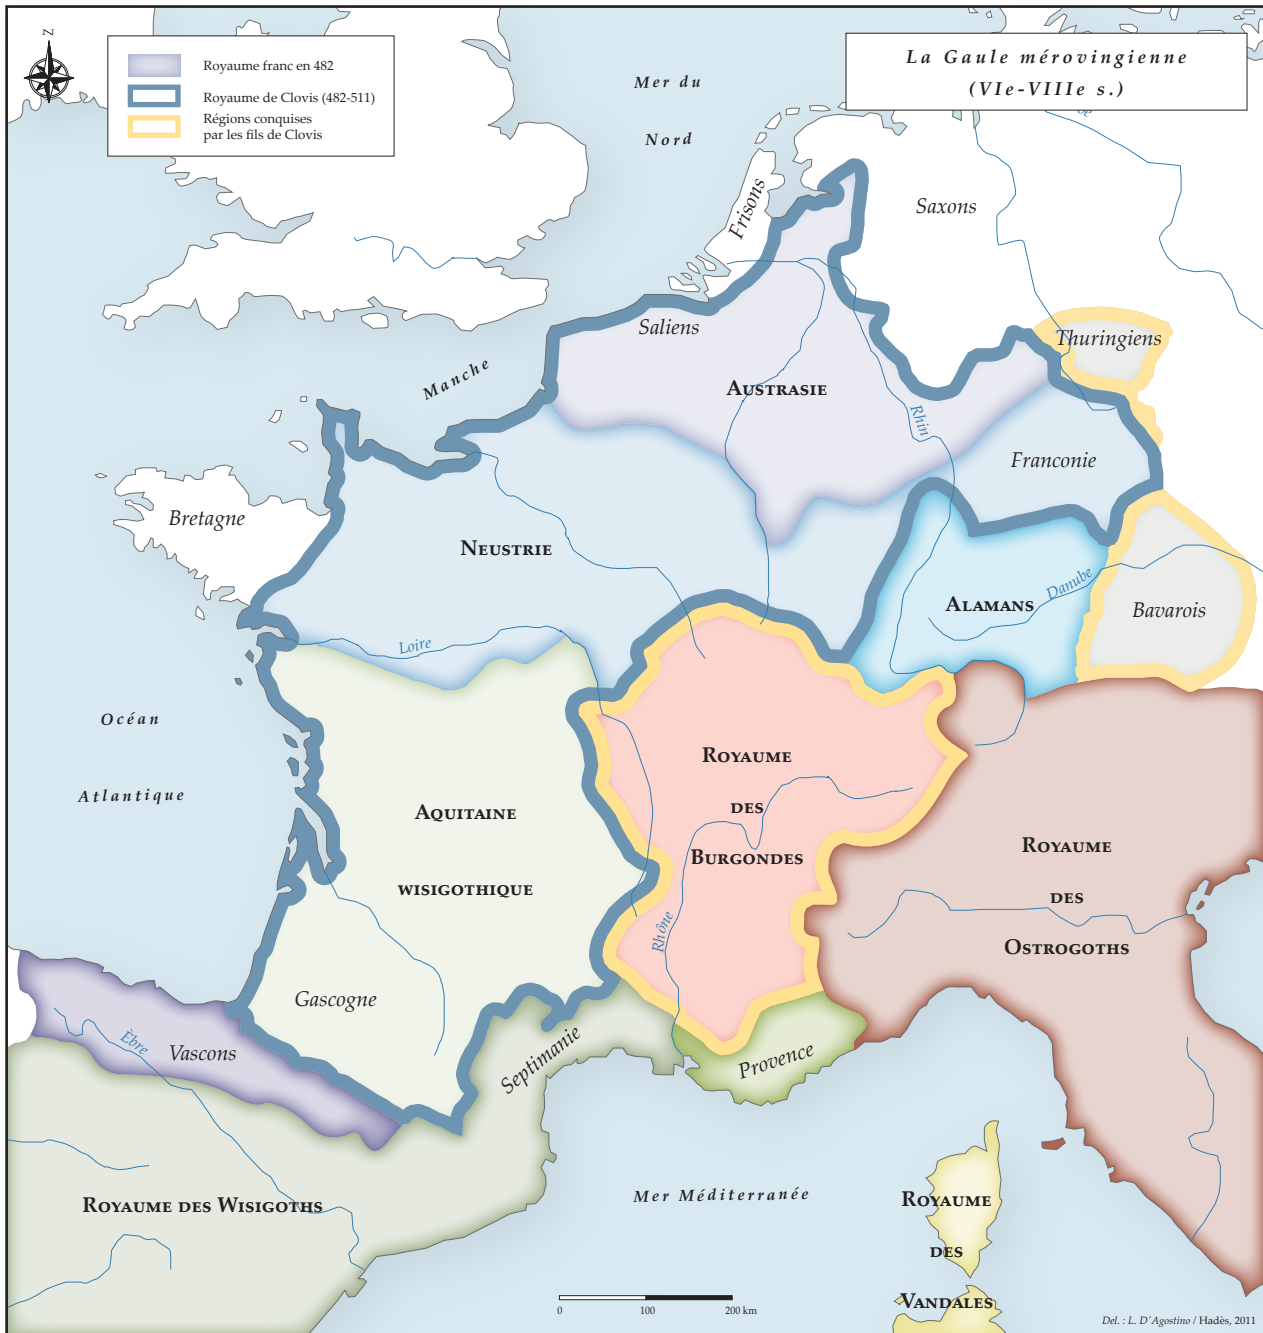 N
Royaume franc en 482
Royaume de Clovis (482-511)
Régions conquises
par les fils de Clovis
La Gaule mérovingienne
(VIe-VIIIe s.)
Mer du
Nord
Frisons
Saxons
Saliens
Thuringiens
Manche
Austrasie
Rhin
Franconie
Bretagne
Neustrie
Danube
Alamans
Bavarois
Loire
Océan
Atlantique
Royaume
des
Burgondes
Aquitaine
wisigothique
Royaume
des
Ostrogoths
Rhône
Gascogne
Èbre
Vascons
Septimanie
Provence
Royaume des Wisigoths
Mer Méditerranée
Royaume
des
Vandales
0 100 200 km
Del. : L. D'Agostino / Hadès, 2011